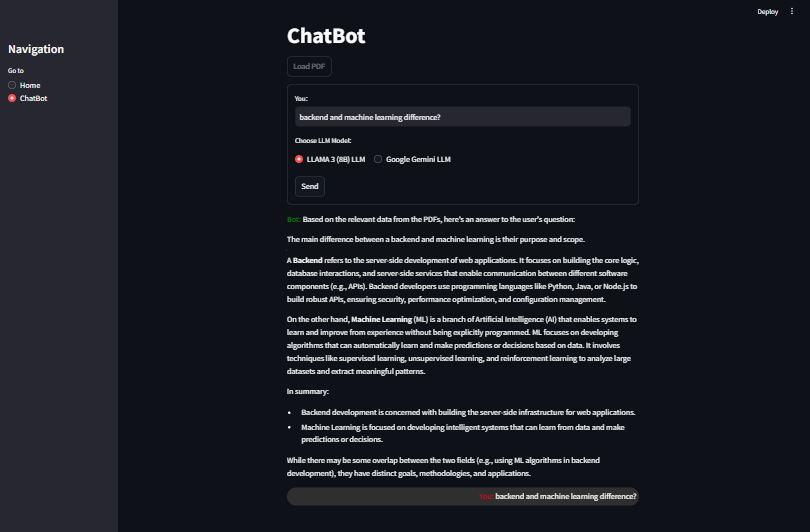 Deploy
Navigation
Go to
Home
ChatBot
ChatBot
Load PDF
You:
backend and machine learning difference?
Choose LLM Model:
LLAMA 3 (8B) LLM Google Gemini LLM
Send
Bot: Based on the relevant data from the PDFs, here's an answer to the user's question:
The main difference between a backend and machine learning is their purpose and scope.
A Backend refers to the server-side development of web applications. It focuses on building the core logic,
database interactions, and server-side services that enable communication between different software
components (e.g., APIs). Backend developers use programming languages like Python, Java, or Node.js to
build robust APIs, ensuring security, performance optimization, and configuration management.
On the other hand, Machine Learning (ML) is a branch of Artificial Intelligence (AI) that enables systems to
learn and improve from experience without being explicitly programmed. ML focuses on developing
algorithms that can automatically learn and make predictions or decisions based on data. It involves
techniques like supervised learning, unsupervised learning, and reinforcement learning to analyze large
datasets and extract meaningful patterns.
In summary:
• Backend development is concerned with building the server-side infrastructure for web applications.
• Machine Learning is focused on developing intelligent systems that can learn from data and make
predictions or decisions.
While there may be some overlap between the two fields (e.g., using ML algorithms in backend
development), they have distinct goals, methodologies, and applications.
You: backend and machine learning difference?